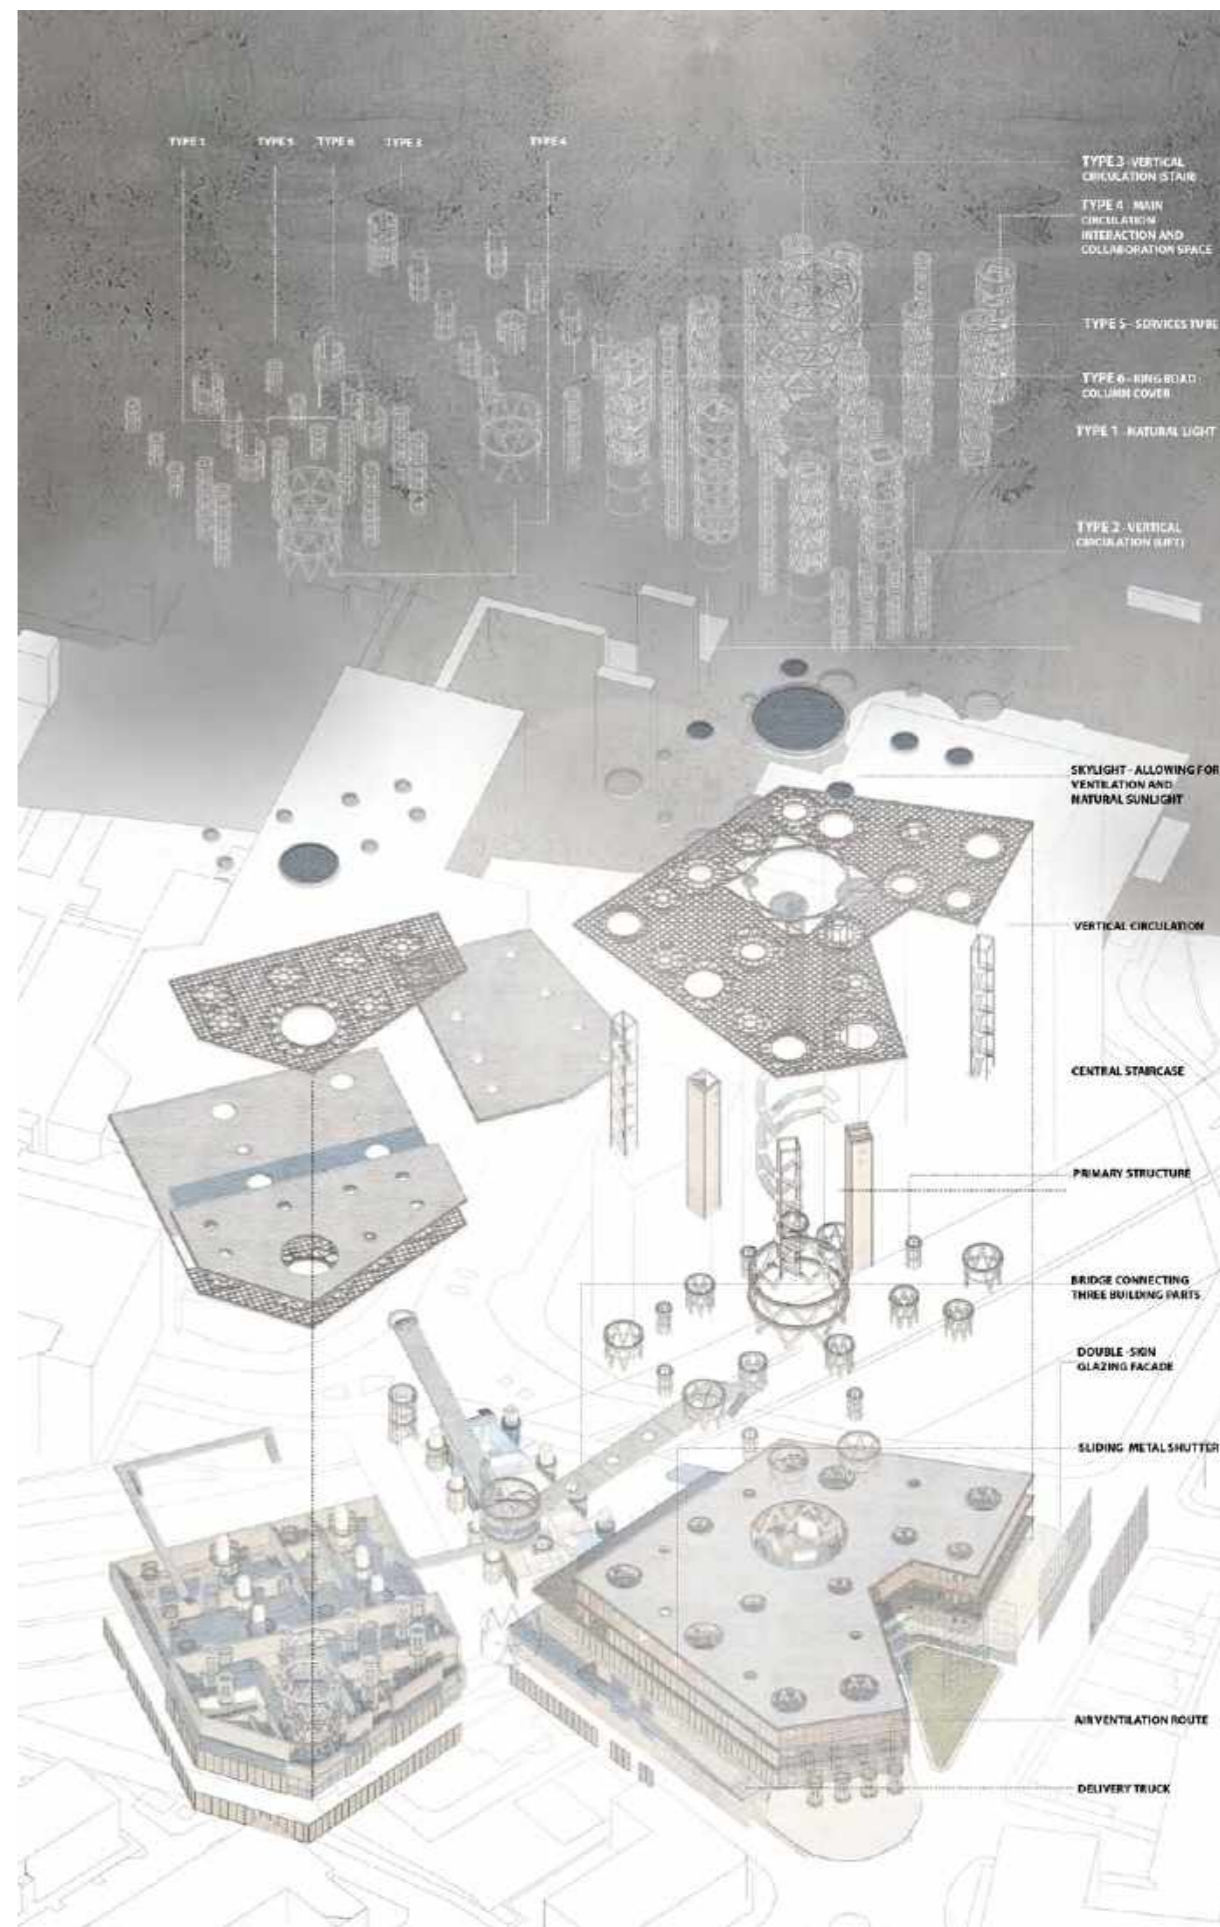 TYPE 1
TYPE 5
TYPE 6
TYPE 3
TYPE 4
TYPE 3 - VERTICAL
CIRCULATION (STAIR)
TYPE 4 - MAIN
CIRCULATION
INTERACTION AND
COLLABORATION SPACE
TYPE 5 - SERVICES TUBE
TYPE 6 - RING ROAD
COLUMN COVER
TYPE 1 - NATURAL LIGHT
TYPE 2 - VERTICAL
CIRCULATION (LIFT)
SKYLIGHT - ALLOWING FOR
VENTILATION AND
NATURAL SUNLIGHT
VERTICAL CIRCULATION
CENTRAL STAIRCASE
PRIMARY STRUCTURE
BRIDGE CONNECTING
THREE BUILDING PARTS
DOUBLE - SKIN
GLAZING FACADE
SLIDING METAL SHUTTER
AIR VENTILATION ROUTE
DELIVERY TRUCK